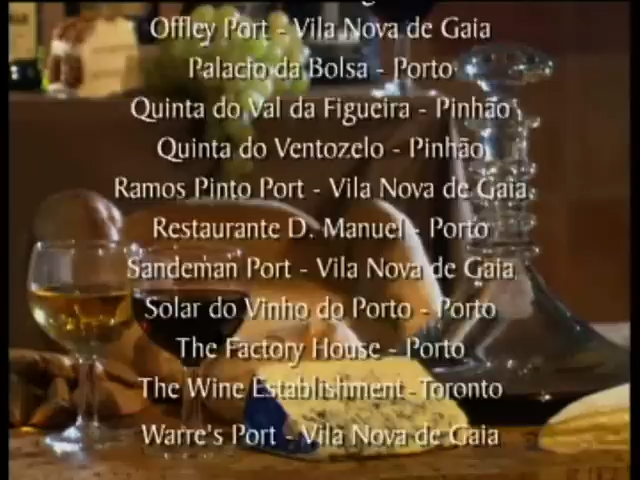 Offley Port - Vila Nova de Gaia
Palacio da Bolsa - Porto
Quinta do Val da Figueira - Pinhão
Quinta do Ventozelo - Pinhão
Ramos Pinto Port - Vila Nova de Gaia
Restaurante D. Manuel - Porto
Sandeman Port - Vila Nova de Gaia
Solar do Vinho do Porto - Porto
The Factory House - Porto
The Wine Establishment - Toronto
Warre's Port - Vila Nova de Gaia